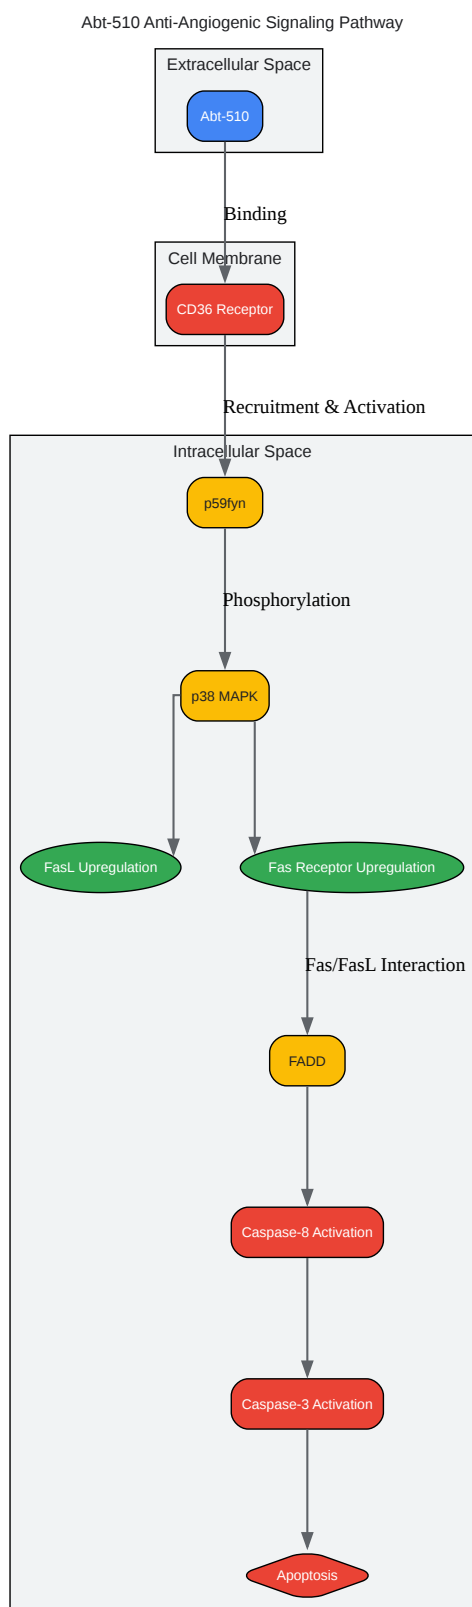 Abt-510 Anti-Angiogenic Signaling Pathway
Extracellular Space
Abt-510
Binding
Cell Membrane
CD36 Receptor
Recruitment & Activation
Intracellular Space
p59fyn
Phosphorylation
p38 MAPK
FasL Upregulation
Fas Receptor Upregulation
Fas/FasL Interaction
FADD
Caspase-8 Activation
Caspase-3 Activation
Apoptosis